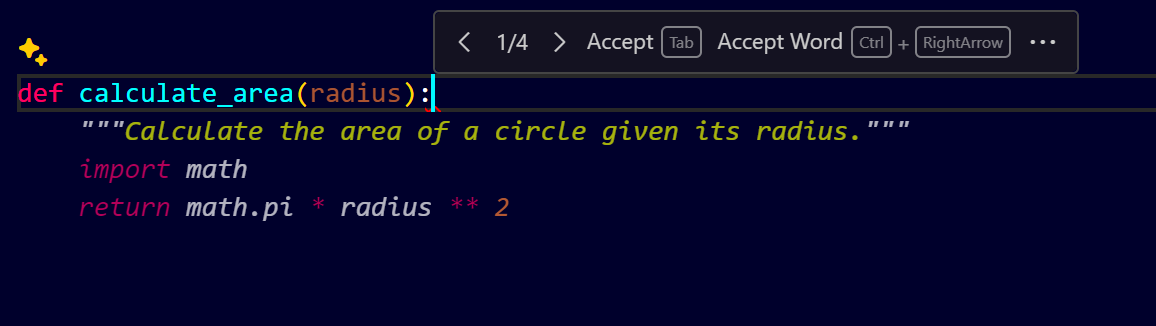 1/4 Accept Tab Accept Word Ctrl + RightArrow ...
def calculate_area(radius):
"""Calculate the area of a circle given its radius."""
import math
return math.pi * radius ** 2